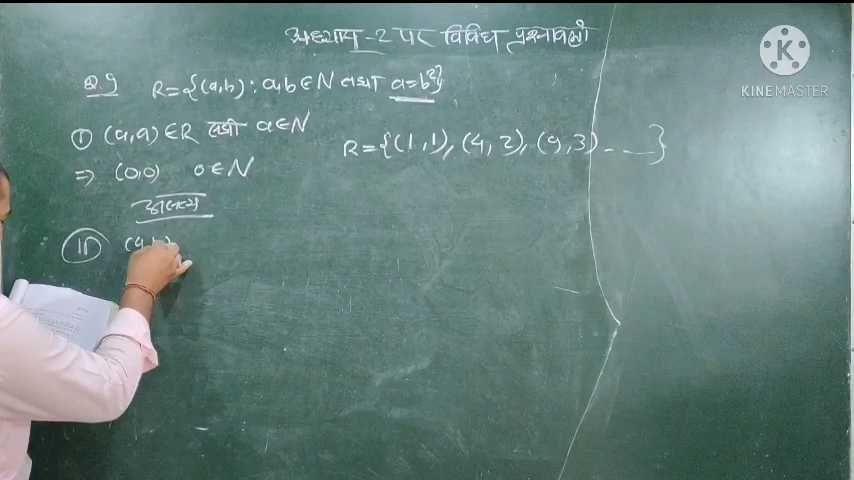 अध्याय-2 पर विविध प्रश्नावली
Q.9 R={(a,b) : a,b ∈ N तथा a=b²}
① (a,a) ∈ R सभी a ∈ N
R={(1,1), (4,2), (9,3) - - - }
⇒ (0,0) 0 ∈ N
असत्य
II (a,b)
KINEMASTER